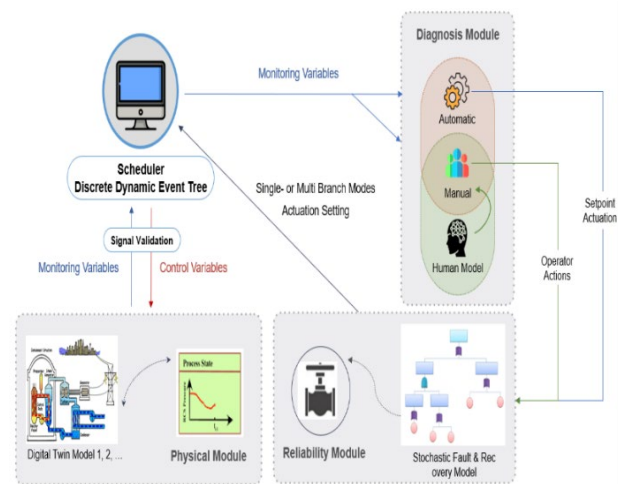 Diagnosis Module
Monitoring Variables
Automatic
Scheduler
Discrete Dynamic Event Tree
Single- or Multi Branch Modes
Actuation Setting
Manual
Setpoint
Actuation
Signal Validation
Monitoring Variables
Control Variables
Human Model
Operator
Actions
Process State
Digital Twin Model 1, 2, ...
Physical Module
Reliability Module
Stochastic Fault & Rec
overy Model